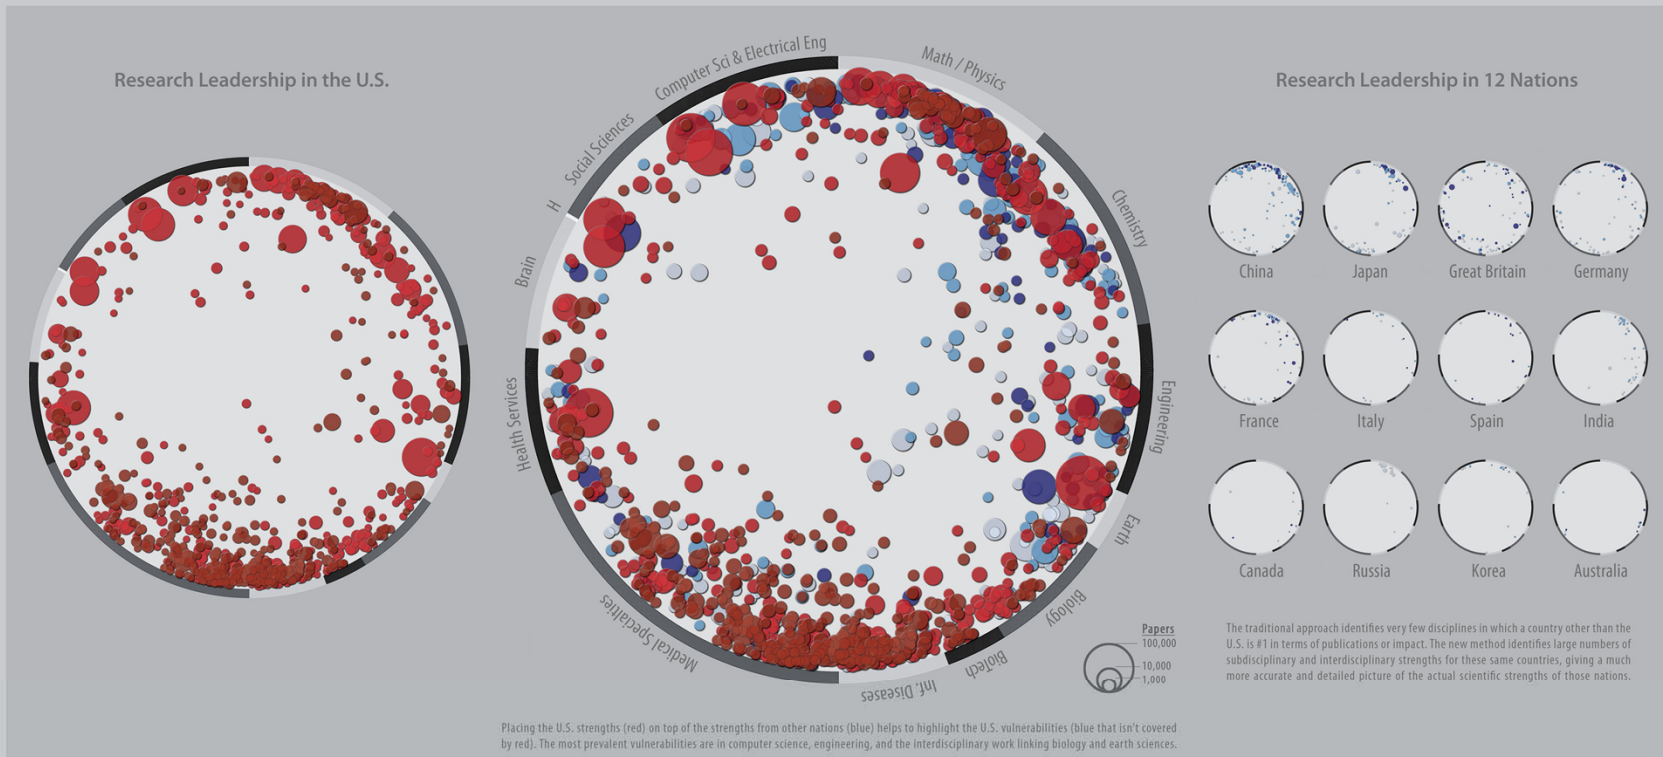 Research Leadership in the U.S.
Computer Sci & Electrical Eng
Math / Physics
Social Sciences
H
Chemistry
Brain
Health Services
Engineering
Earth
Medical Specialties
Biology
BioTech
Inf. Diseases
Papers
100,000
10,000
1,000
Placing the U.S. strengths (red) on top of the strengths from other nations (blue) helps to highlight the U.S. vulnerabilities (blue that isn't covered
by red). The most prevalent vulnerabilities are in computer science, engineering, and the interdisciplinary work linking biology and earth sciences.
Research Leadership in 12 Nations
China
Japan
Great Britain
Germany
France
Italy
Spain
India
Canada
Russia
Korea
Australia
The traditional approach identifies very few disciplines in which a country other than the
U.S. is #1 in terms of publications or impact. The new method identifies large numbers of
subdisciplinary and interdisciplinary strengths for these same countries, giving a much
more accurate and detailed picture of the actual scientific strengths of those nations.